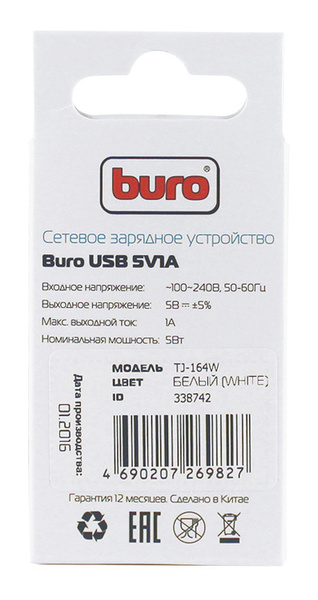 buro®
Сетевое зарядное устройство
Buro USB 5V1A
Входное напряжение: ~100~240В, 50-60Гц
Выходное напряжение: 5В ⎓ ±5%
Макс. выходной ток: 1А
Номинальная мощность: 5Вт
Дата производства:
01.2016
МОДЕЛЬ TJ-164W
ЦВЕТ БЕЛЫЙ (WHITE)
ID 338742
4 690207 269827
Гарантия 12 месяцев. Сделано в Китае
EAC